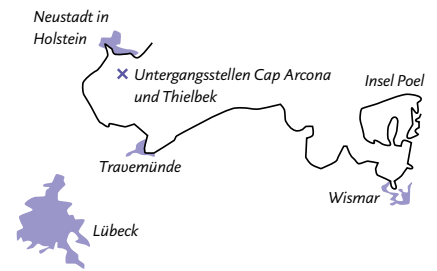 Neustadt in
Holstein
Untergangsstellen Cap Arcona
und Thielbek
Insel Poel
Travemünde
Wismar
Lübeck